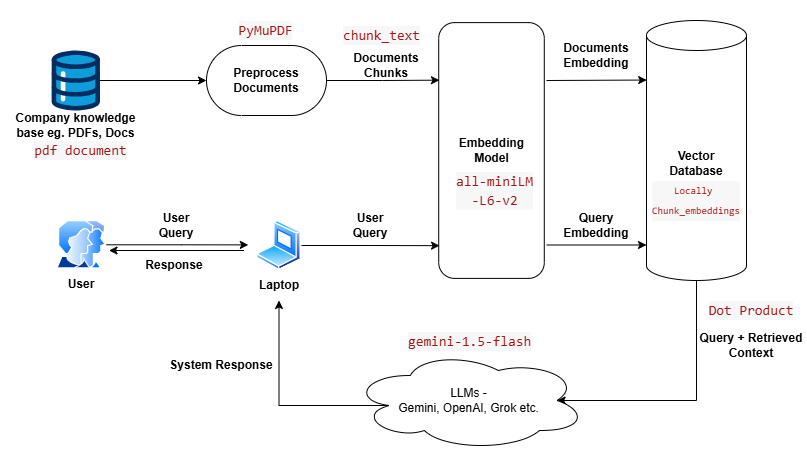 PyMuPDF
chunk_text
Preprocess
Documents
Documents
Chunks
Documents
Embedding
Company knowledge
base eg. PDFs, Docs
pdf document
Embedding
Model
all-miniLM
-L6-v2
Vector
Database
Locally
Chunk_embeddings
User
Query
Response
User
Laptop
User
Query
Query
Embedding
Dot Product
Query + Retrieved
Context
gemini-1.5-flash
System Response
LLMs -
Gemini, OpenAI, Grok etc.